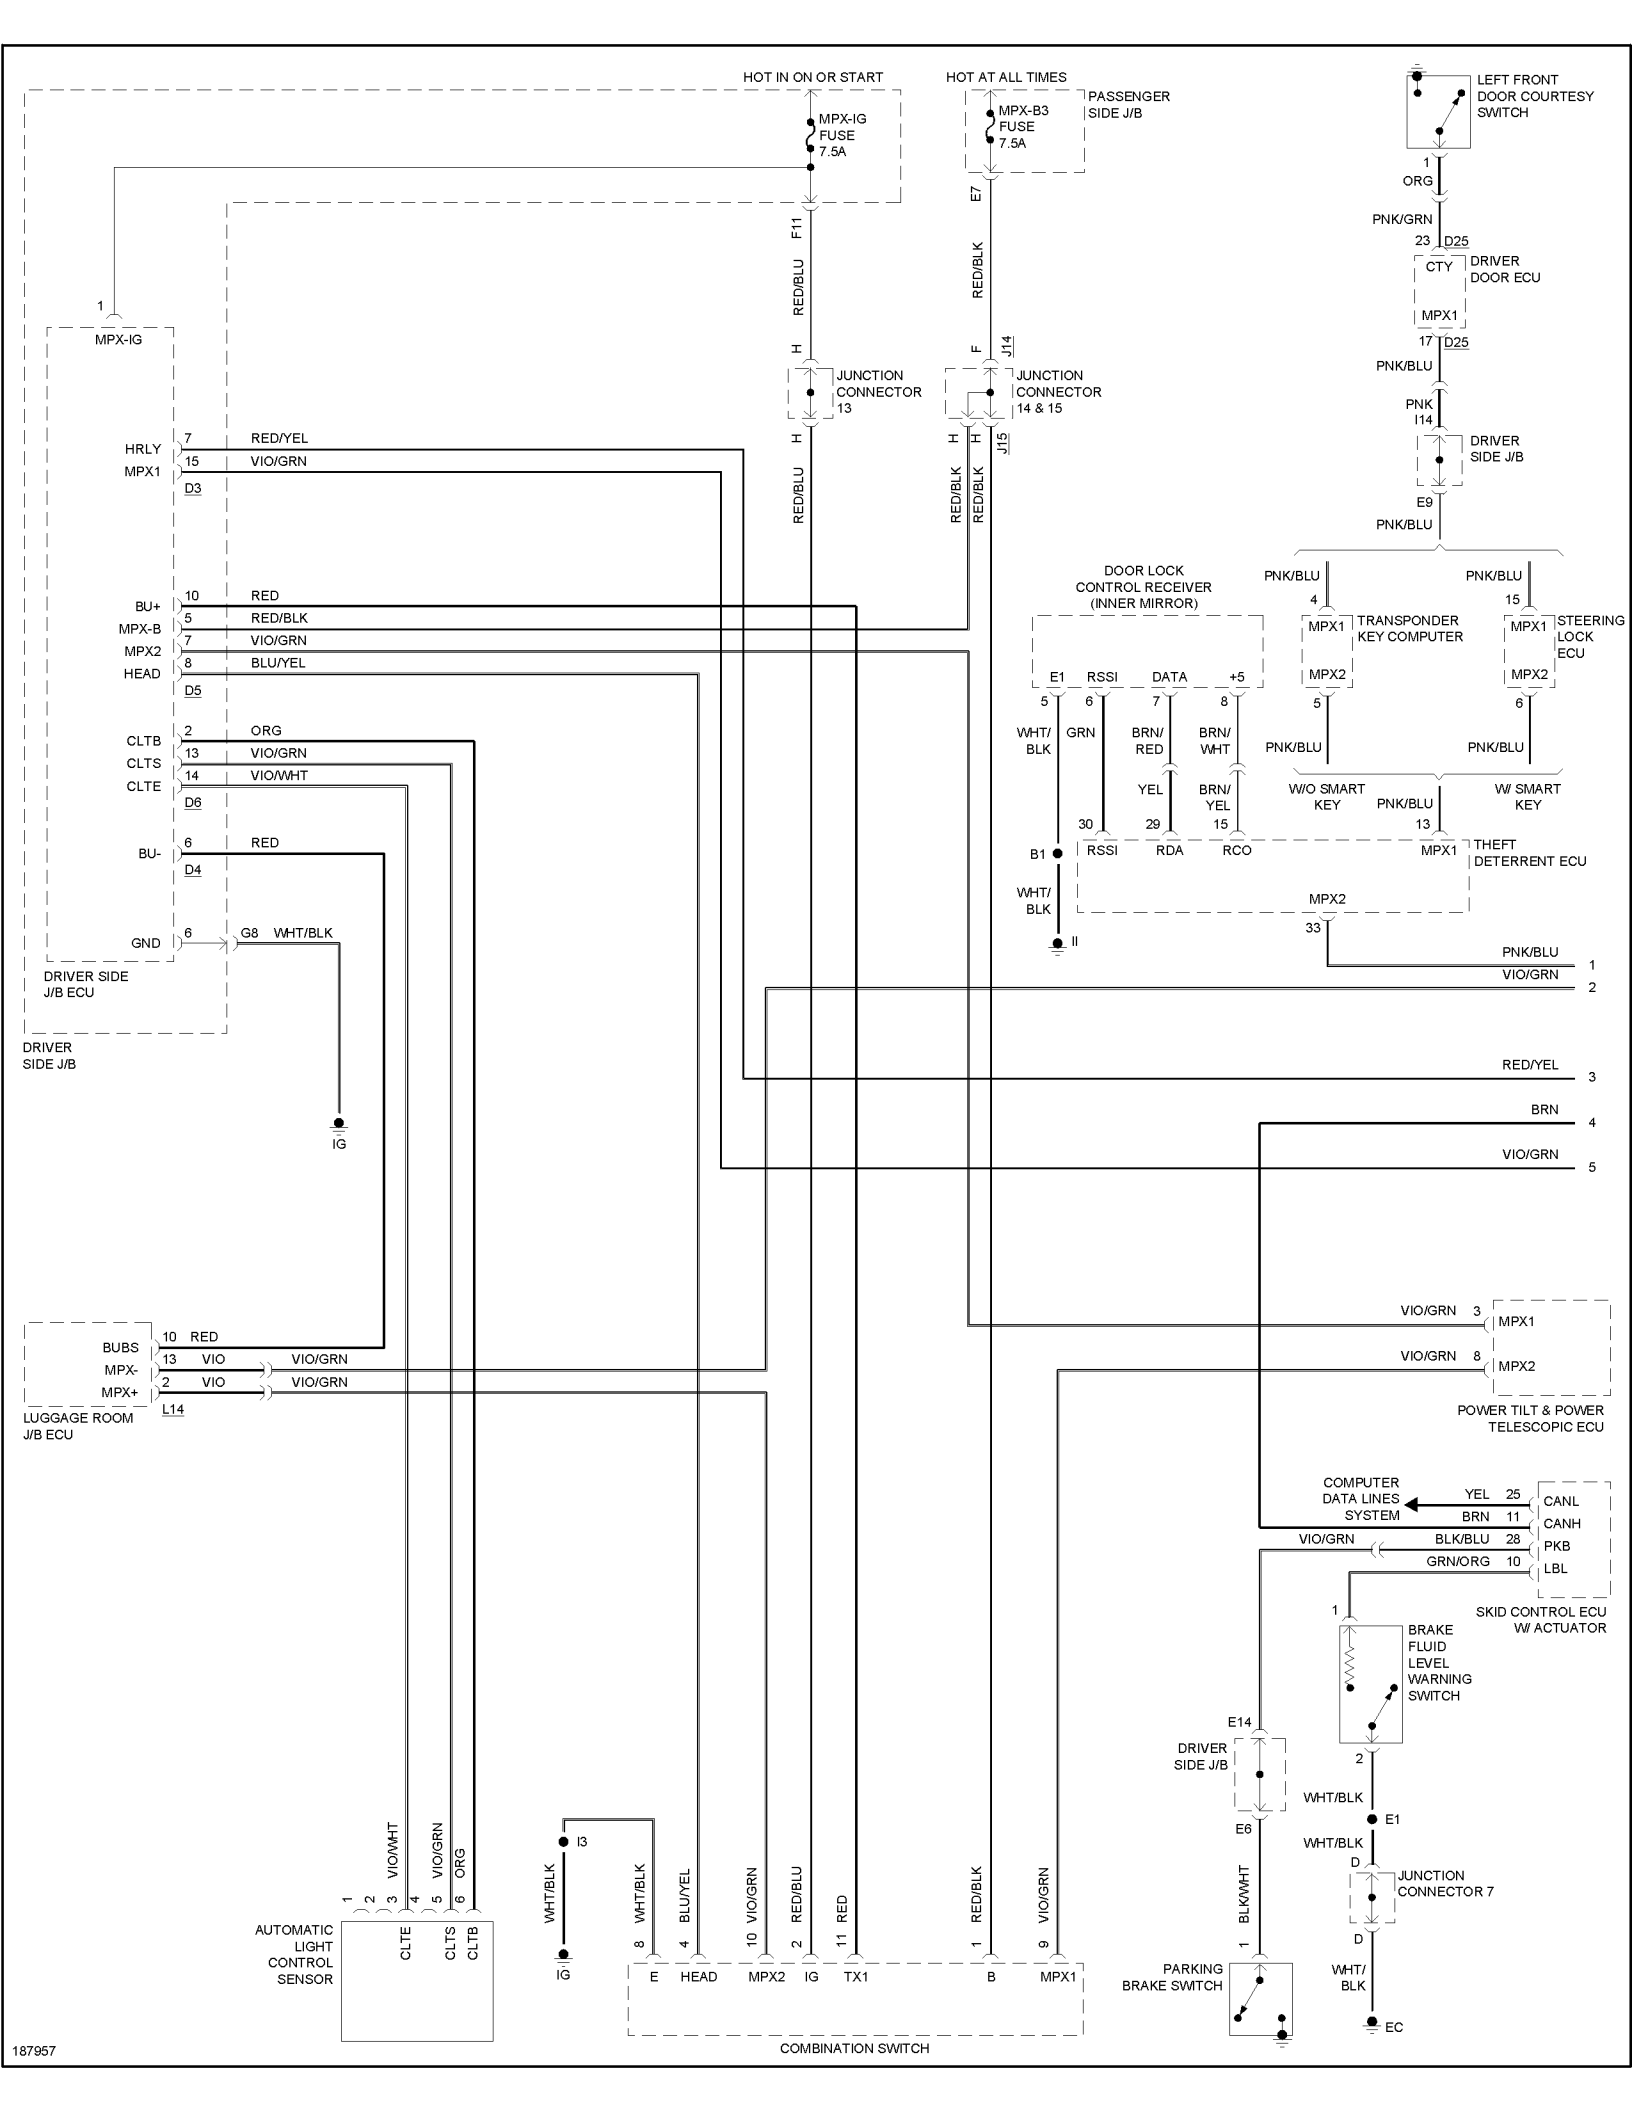 HOT IN ON OR START
HOT AT ALL TIMES
MPX-IG
FUSE
7.5A
MPX-B3
FUSE
7.5A
PASSENGER
SIDE J/B
LEFT FRONT
DOOR COURTESY
SWITCH
1
ORG
PNK/GRN
23 D25
CTY
DRIVER
DOOR ECU
MPX1
17 D25
PNK/BLU
PNK
I14
DRIVER
SIDE J/B
E9
PNK/BLU
F11
RED/BLU
H
JUNCTION
CONNECTOR
13
H
RED/BLU
E7
RED/BLK
F
J14
JUNCTION
CONNECTOR
14 & 15
H
H
J15
RED/BLK
RED/BLK
1
MPX-IG
HRLY 7 RED/YEL
MPX1 15 VIO/GRN
D3
BU+ 10 RED
MPX-B 5 RED/BLK
MPX2 7 VIO/GRN
HEAD 8 BLU/YEL
D5
CLTB 2 ORG
CLTS 13 VIO/GRN
CLTE 14 VIO/WHT
D6
BU- 6 RED
D4
GND 6 G8 WHT/BLK
DRIVER SIDE
J/B ECU
DRIVER
SIDE J/B
IG
DOOR LOCK
CONTROL RECEIVER
(INNER MIRROR)
E1 RSSI DATA +5
5 6 7 8
WHT/
BLK
GRN
BRN/
RED
BRN/
WHT
YEL
BRN/
YEL
30 29 15 13
B1
WHT/
BLK
II
RSSI RDA RCO MPX1
THEFT
DETERRENT ECU
MPX2
33
PNK/BLU PNK/BLU
4 15
MPX1
TRANSPONDER
KEY COMPUTER
MPX2
5
MPX1
STEERING
LOCK
ECU
MPX2
6
PNK/BLU PNK/BLU
W/O SMART
KEY
W/ SMART
KEY
PNK/BLU
PNK/BLU 1
VIO/GRN 2
RED/YEL 3
BRN 4
VIO/GRN 5
BUBS 10 RED
MPX- 13 VIO VIO/GRN
MPX+ 2 VIO VIO/GRN
L14
LUGGAGE ROOM
J/B ECU
VIO/GRN 3 MPX1
VIO/GRN 8 MPX2
POWER TILT & POWER
TELESCOPIC ECU
COMPUTER
DATA LINES
SYSTEM
YEL 25 CANL
BRN 11 CANH
VIO/GRN BLK/BLU 28 PKB
GRN/ORG 10 LBL
SKID CONTROL ECU
W/ ACTUATOR
1
BRAKE
FLUID
LEVEL
WARNING
SWITCH
2
WHT/BLK
E1
WHT/BLK
D
JUNCTION
CONNECTOR 7
D
WHT/
BLK
EC
E14
DRIVER
SIDE J/B
E6
BLK/WHT
1
PARKING
BRAKE SWITCH
VIO/WHT
VIO/GRN
ORG
1 2 3 4 5 6
CLTE CLTS CLTB
AUTOMATIC
LIGHT
CONTROL
SENSOR
I3
WHT/BLK
IG
WHT/BLK
BLU/YEL
VIO/GRN
RED/BLU
RED
RED/BLK
VIO/GRN
8 4 10 2 11 1 9
E HEAD MPX2 IG TX1 B MPX1
COMBINATION SWITCH
187957